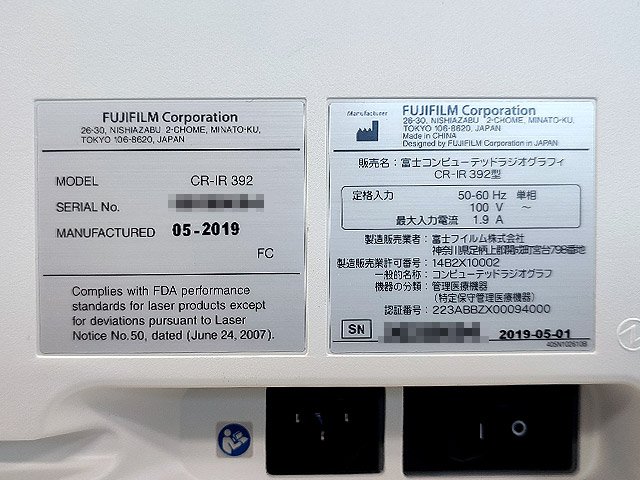 FUJIFILM Corporation
26-30, NISHIAZABU 2-CHOME, MINATO-KU,
TOKYO 106-8620, JAPAN
MODEL CR-IR 392
SERIAL No.
MANUFACTURED 05-2019
FC
Complies with FDA performance
standards for laser products except
for deviations pursuant to Laser
Notice No.50, dated (June 24, 2007).
Manufacturer
FUJIFILM Corporation
26-30, NISHIAZABU 2-CHOME, MINATO-KU,
TOKYO 106-8620, JAPAN
Made in CHINA
Designed by FUJIFILM Corporation in JAPAN
販売名：富士コンピューテッドラジオグラフィ
CR-IR 392型
定格入力 50-60 Hz 単相
100 V ～
最大入力電流 1.9 A
製造販売業者：富士フイルム株式会社
神奈川県足柄上郡開成町宮台798番地
製造販売業許可番号：14B2X10002
一般的名称：コンピューテッドラジオグラフ
機器の分類：管理医療機器
（特定保守管理医療機器）
認証番号：223ABBZX00094000
SN 2019-05-01